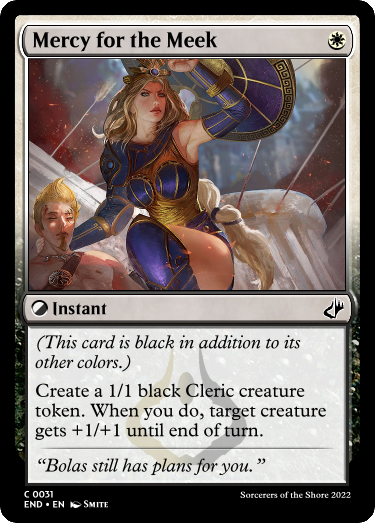 Mercy for the Meek
Instant
(This card is black in addition to its
other colors.)
Create a 1/1 black Cleric creature
token. When you do, target creature
gets +1/+1 until end of turn.
“Bolas still has plans for you.”
C 0031
END • EN Smite
Sorcerers of the Shore 2022